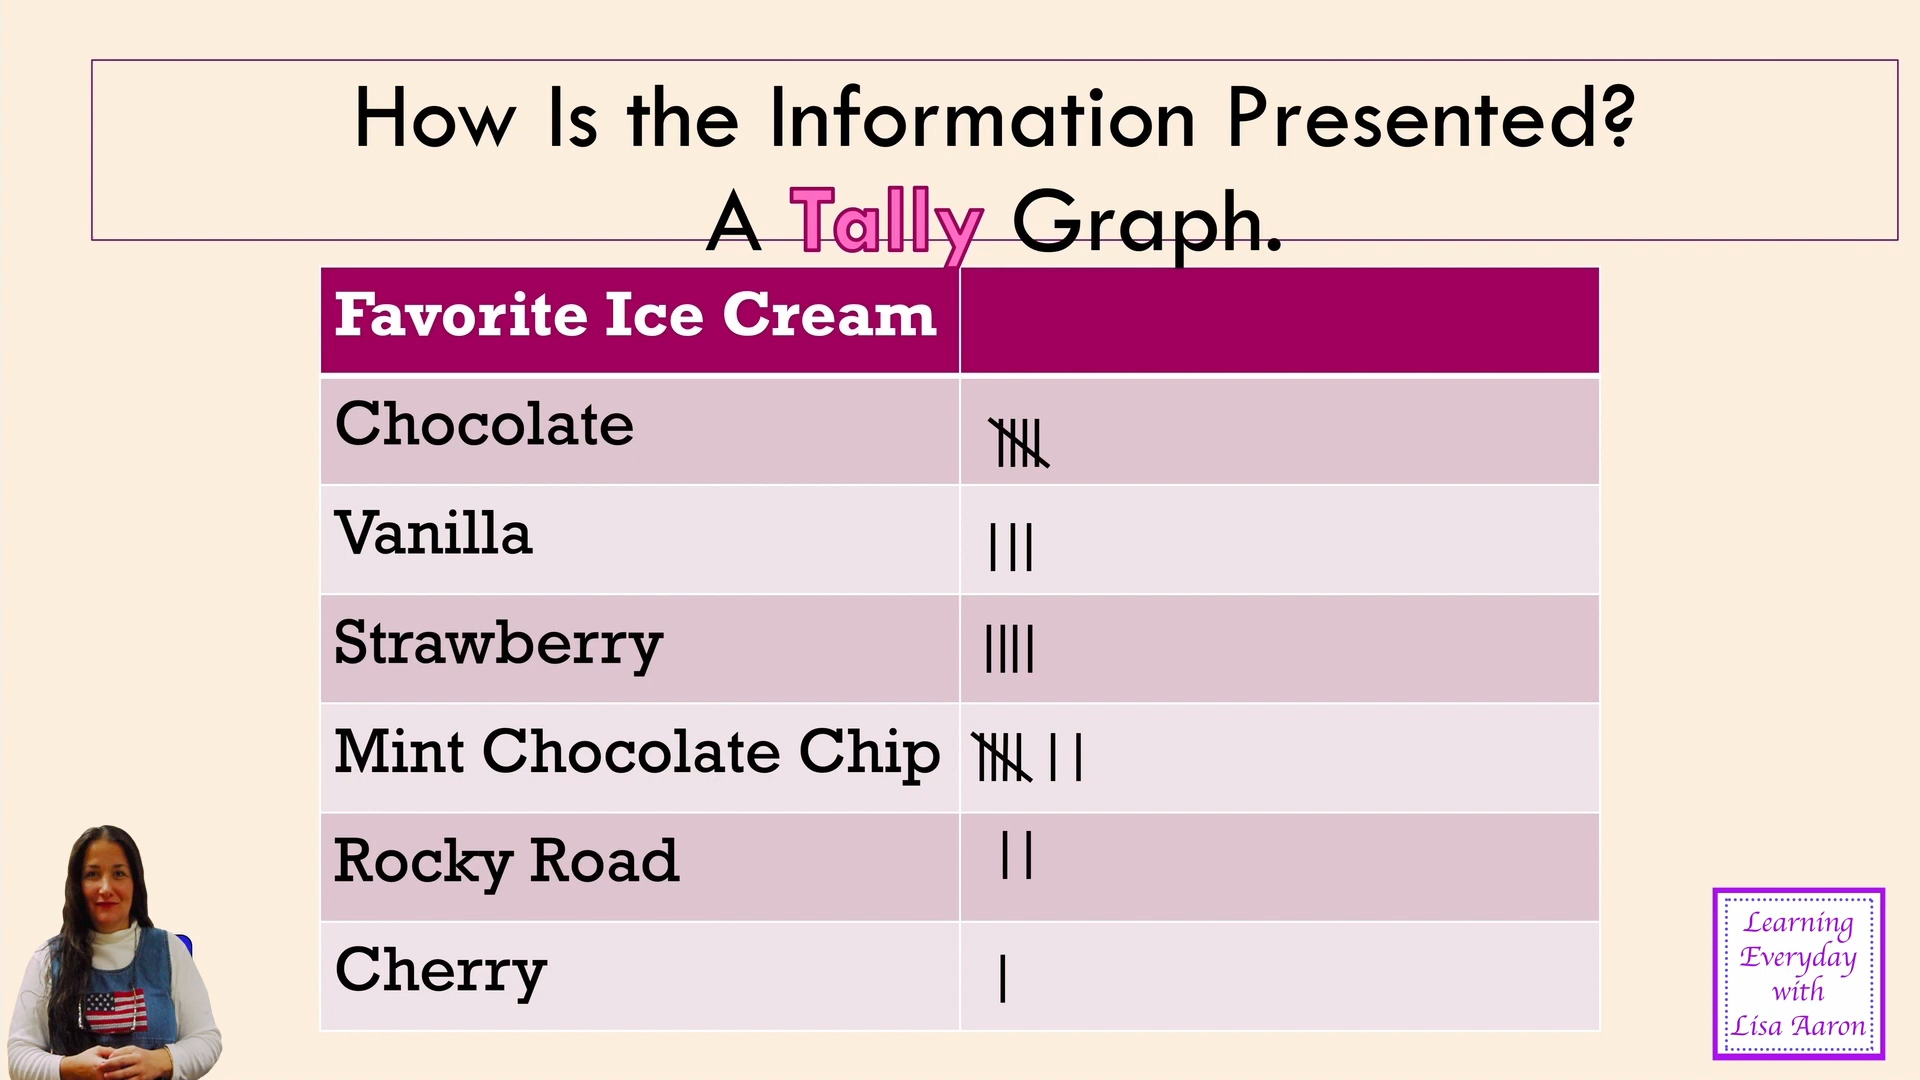 How Is the Information Presented?
A Tally Graph.
Favorite Ice Cream
Chocolate
Vanilla
Strawberry
Mint Chocolate Chip
Rocky Road
Cherry
Learning
Everyday
with
Lisa Aaron